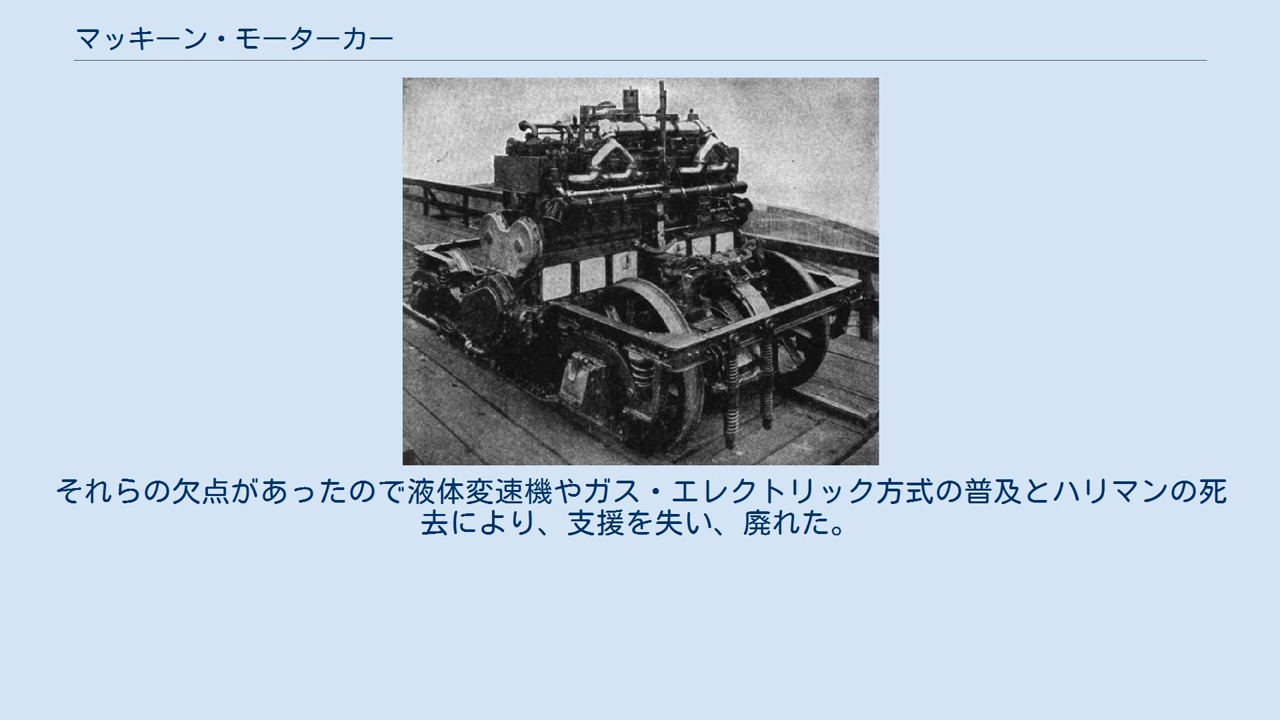 マッキーン・モーターカー
それらの欠点があったので液体変速機やガス・エレクトリック方式の普及とハリマンの死
去により、支援を失い、廃れた。